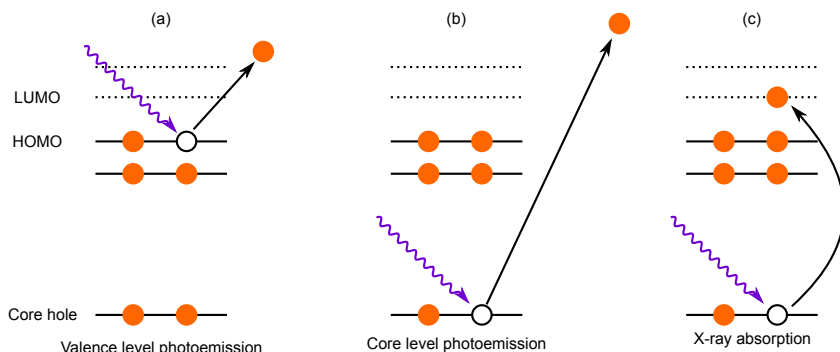 (a)
(b)
(c)
LUMO
HOMO
Core hole
Valence level photoemission
Core level photoemission
X-ray absorption